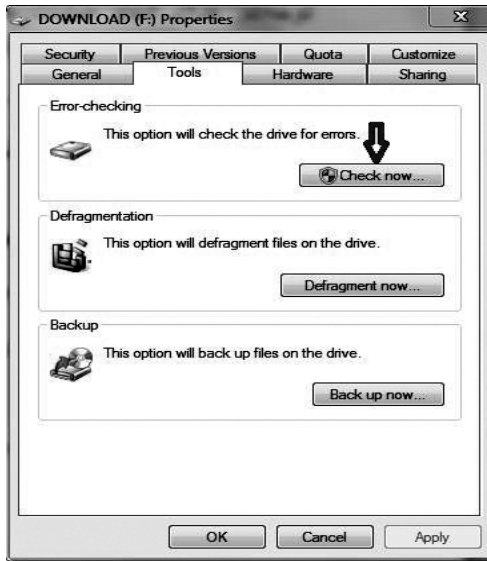 DOWNLOAD (F:) Properties
Security Previous Versions Quota Customize
General Tools Hardware Sharing
Error-checking
This option will check the drive for errors.
Check now...
Defragmentation
This option will defragment files on the drive.
Defragment now...
Backup
This option will back up files on the drive.
Back up now...
OK Cancel Apply